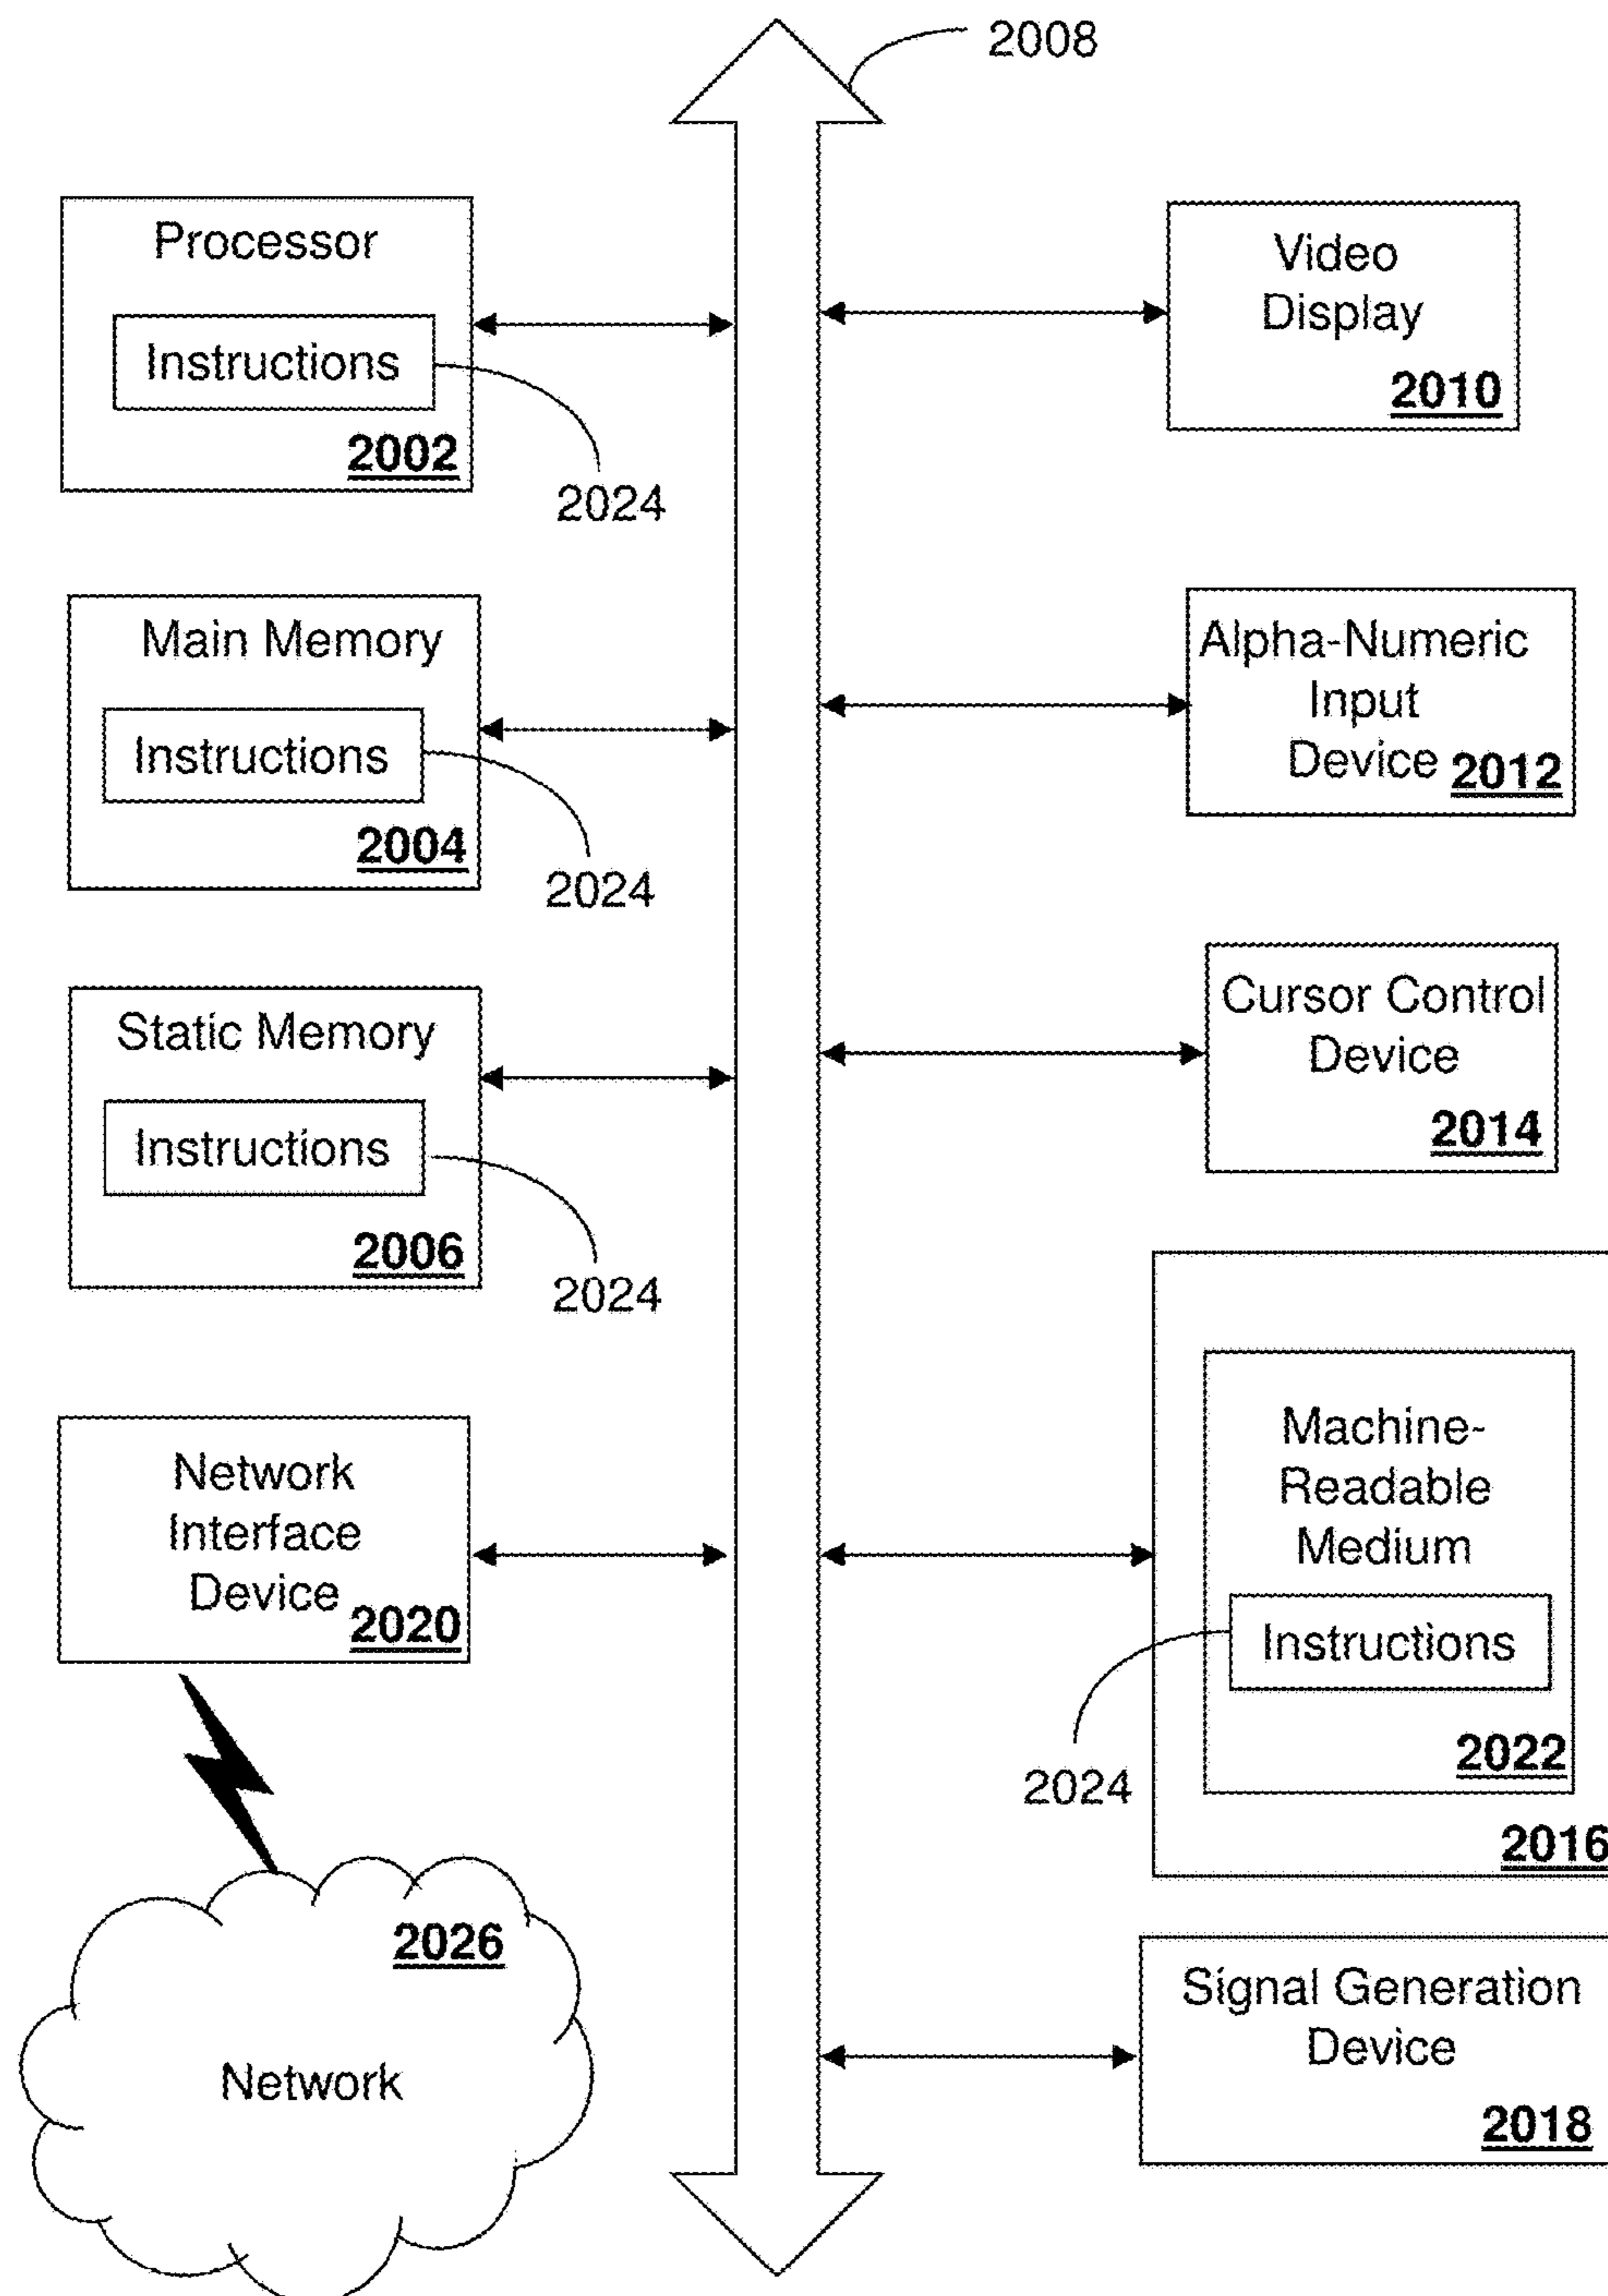 2008
Processor
Instructions
2002
2024
Main Memory
Instructions
2004
2024
Static Memory
Instructions
2006
2024
Network
Interface
Device
2020
2026
Network
Video
Display
2010
Alpha-Numeric
Input
Device 2012
Cursor Control
Device
2014
Machine-
Readable
Medium
Instructions
2022
2024
2016
Signal Generation
Device
2018